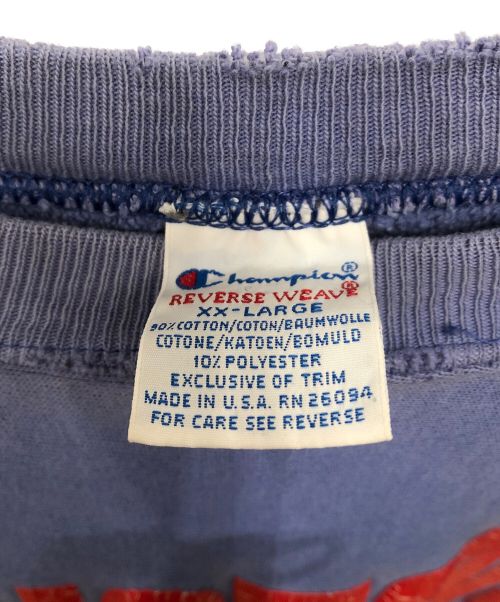 Champion®
REVERSE WEAVE®
XX-LARGE
90% COTTON/COTON/BAUMWOLLE
COTONE/KATOEN/BOMULD
10% POLYESTER
EXCLUSIVE OF TRIM
MADE IN U.S.A. RN 26094
FOR CARE SEE REVERSE